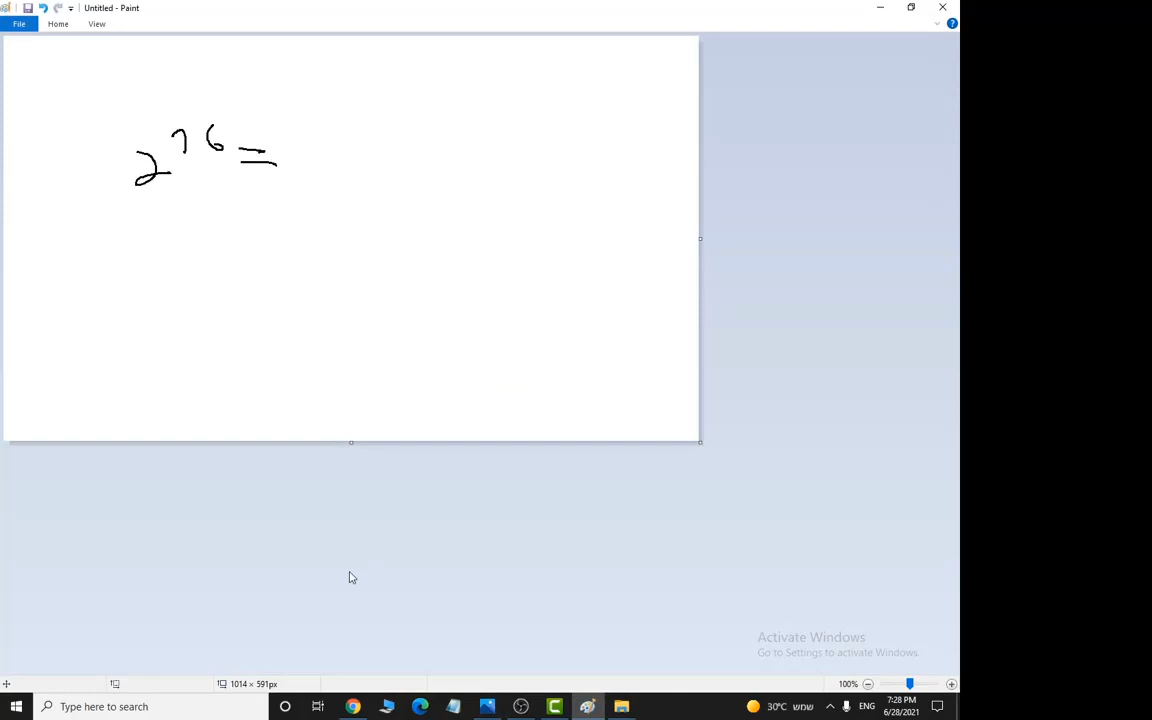 Untitled - Paint
File Home View
2^16 =
Activate Windows
Go to Settings to activate Windows.
1014 × 591px 100%
Type here to search 30°C שמש ENG 7:28 PM
6/28/2021